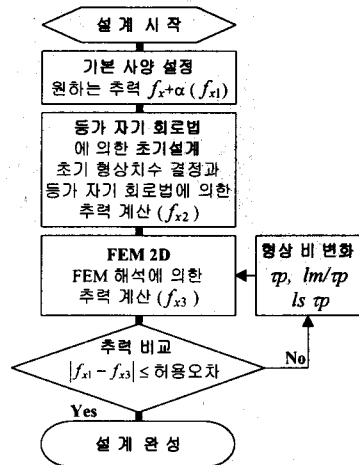 설 계 시 작
기본 사양 설정
원하는 추력 fx+α (fx1)
등가 자기 회로법
에 의한 초기설계
초기 형상치수 결정과
등가 자기 회로법에 의한
추력 계산 (fx2)
FEM 2D
FEM 해석에 의한
추력 계산 (fx3)
형상 비 변화
τp, lm/τp
ls τp
추력 비교
|fx1 − fx3| ≤ 허용오차
No
Yes
설 계 완 성